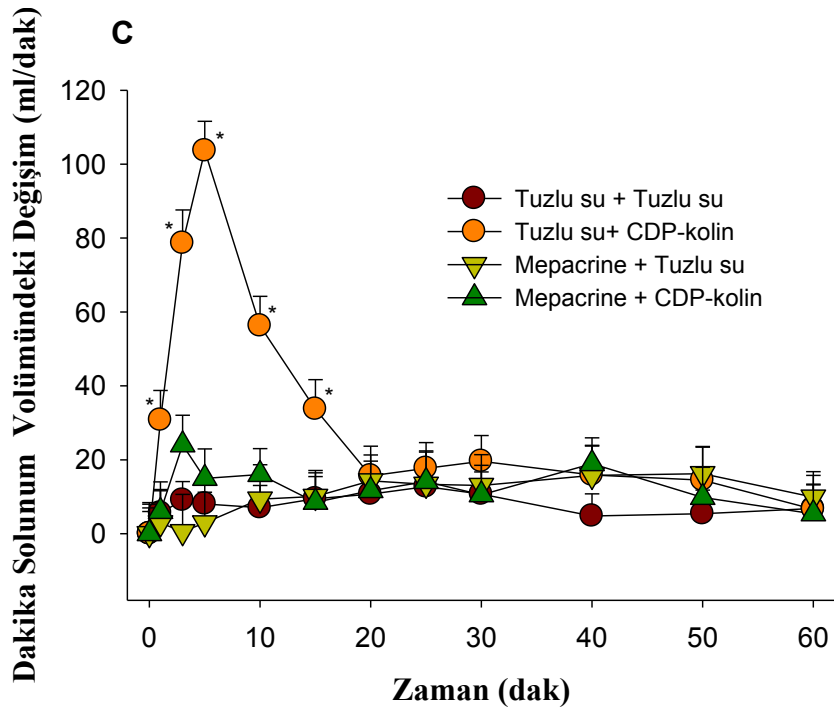 C
Dakika Solunum Volümündeki Değişim (ml/dak)
120
100
80
60
40
20
0
*
*
*
*
*
Tuzlu su + Tuzlu su
Tuzlu su+ CDP-kolin
Mepacrine + Tuzlu su
Mepacrine + CDP-kolin
0 10 20 30 40 50 60
Zaman (dak)